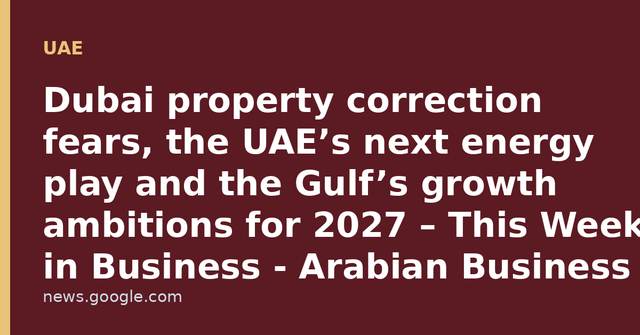 UAE
Dubai property correction
fears, the UAE’s next energy
play and the Gulf’s growth
ambitions for 2027 – This Week
in Business - Arabian Business
news.google.com